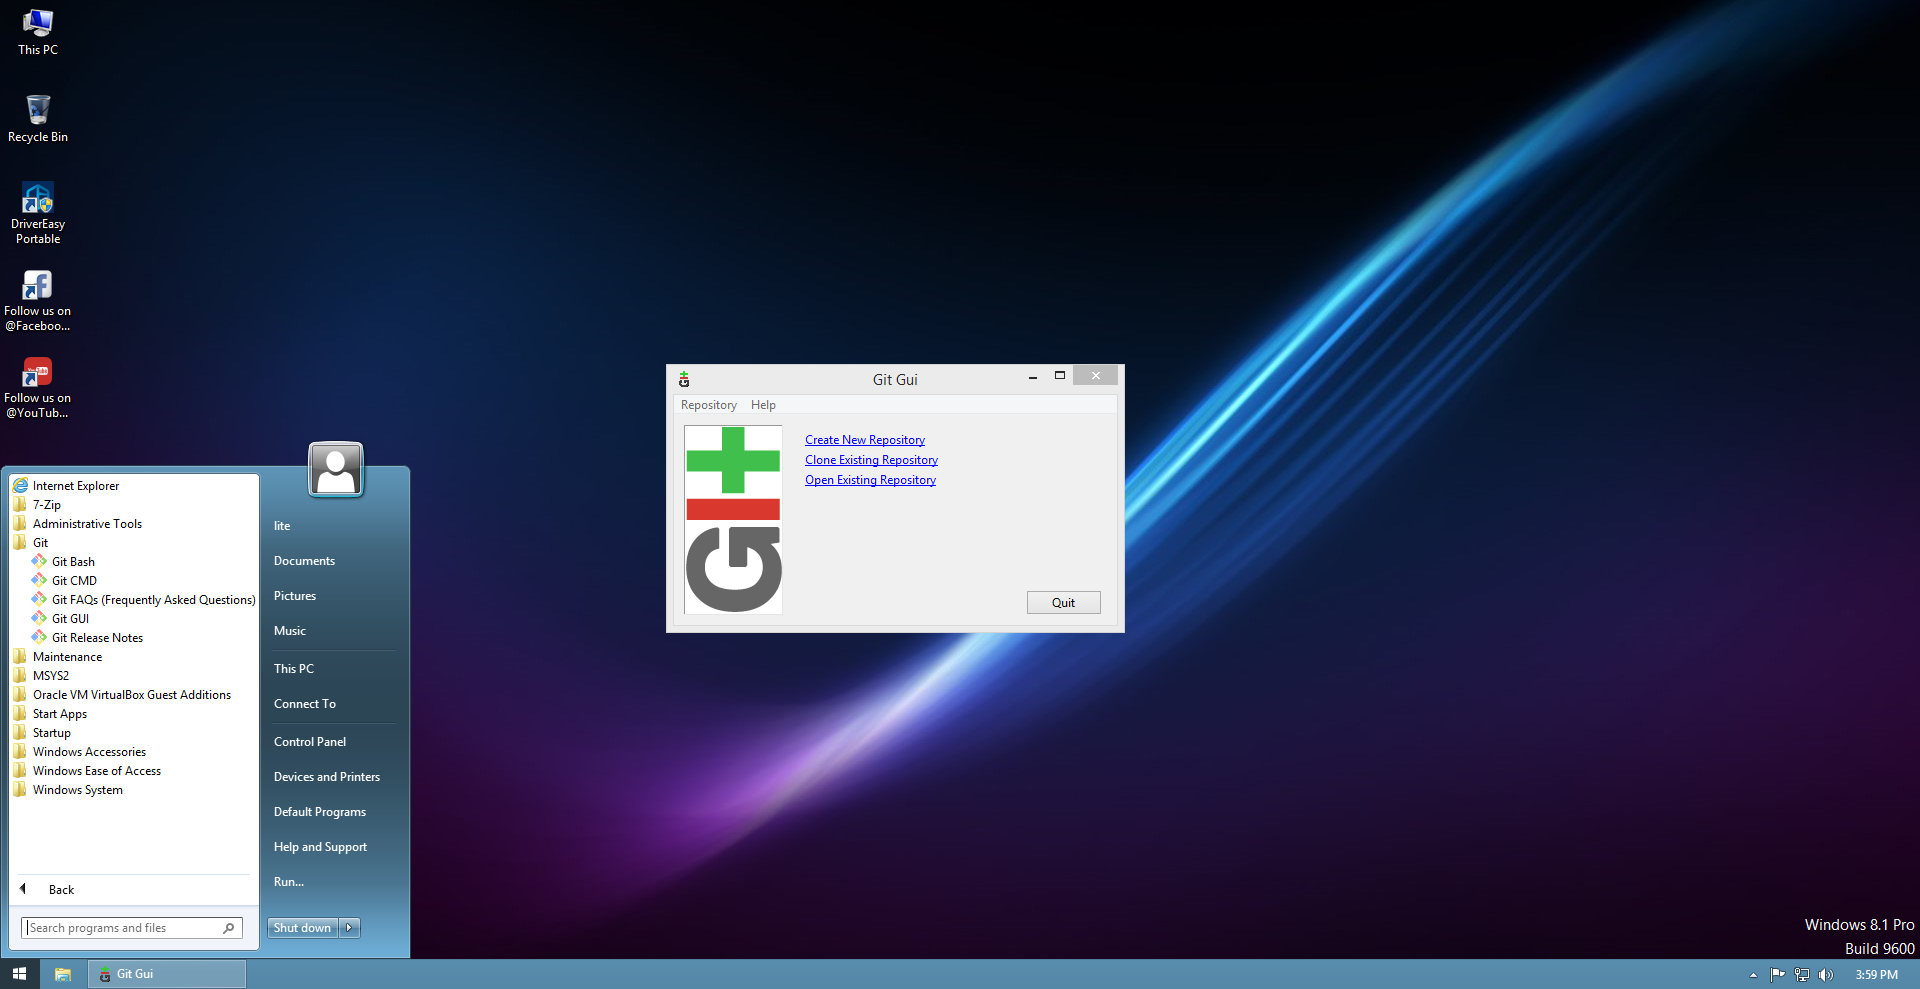 This PC
Recycle Bin
DriverEasy
Portable
Follow us on
@Faceboo...
Follow us on
@YouTub...
Internet Explorer
7-Zip
Administrative Tools
Git
Git Bash
Git CMD
Git FAQs (Frequently Asked Questions)
Git GUI
Git Release Notes
Maintenance
MSYS2
Oracle VM VirtualBox Guest Additions
Start Apps
Startup
Windows Accessories
Windows Ease of Access
Windows System
Back
Search programs and files
lite
Documents
Pictures
Music
This PC
Connect To
Control Panel
Devices and Printers
Default Programs
Help and Support
Run...
Shut down
Git Gui
Repository Help
GIT
Create New Repository
Clone Existing Repository
Open Existing Repository
Quit
Windows 8.1 Pro
Build 9600
Git Gui
3:59 PM